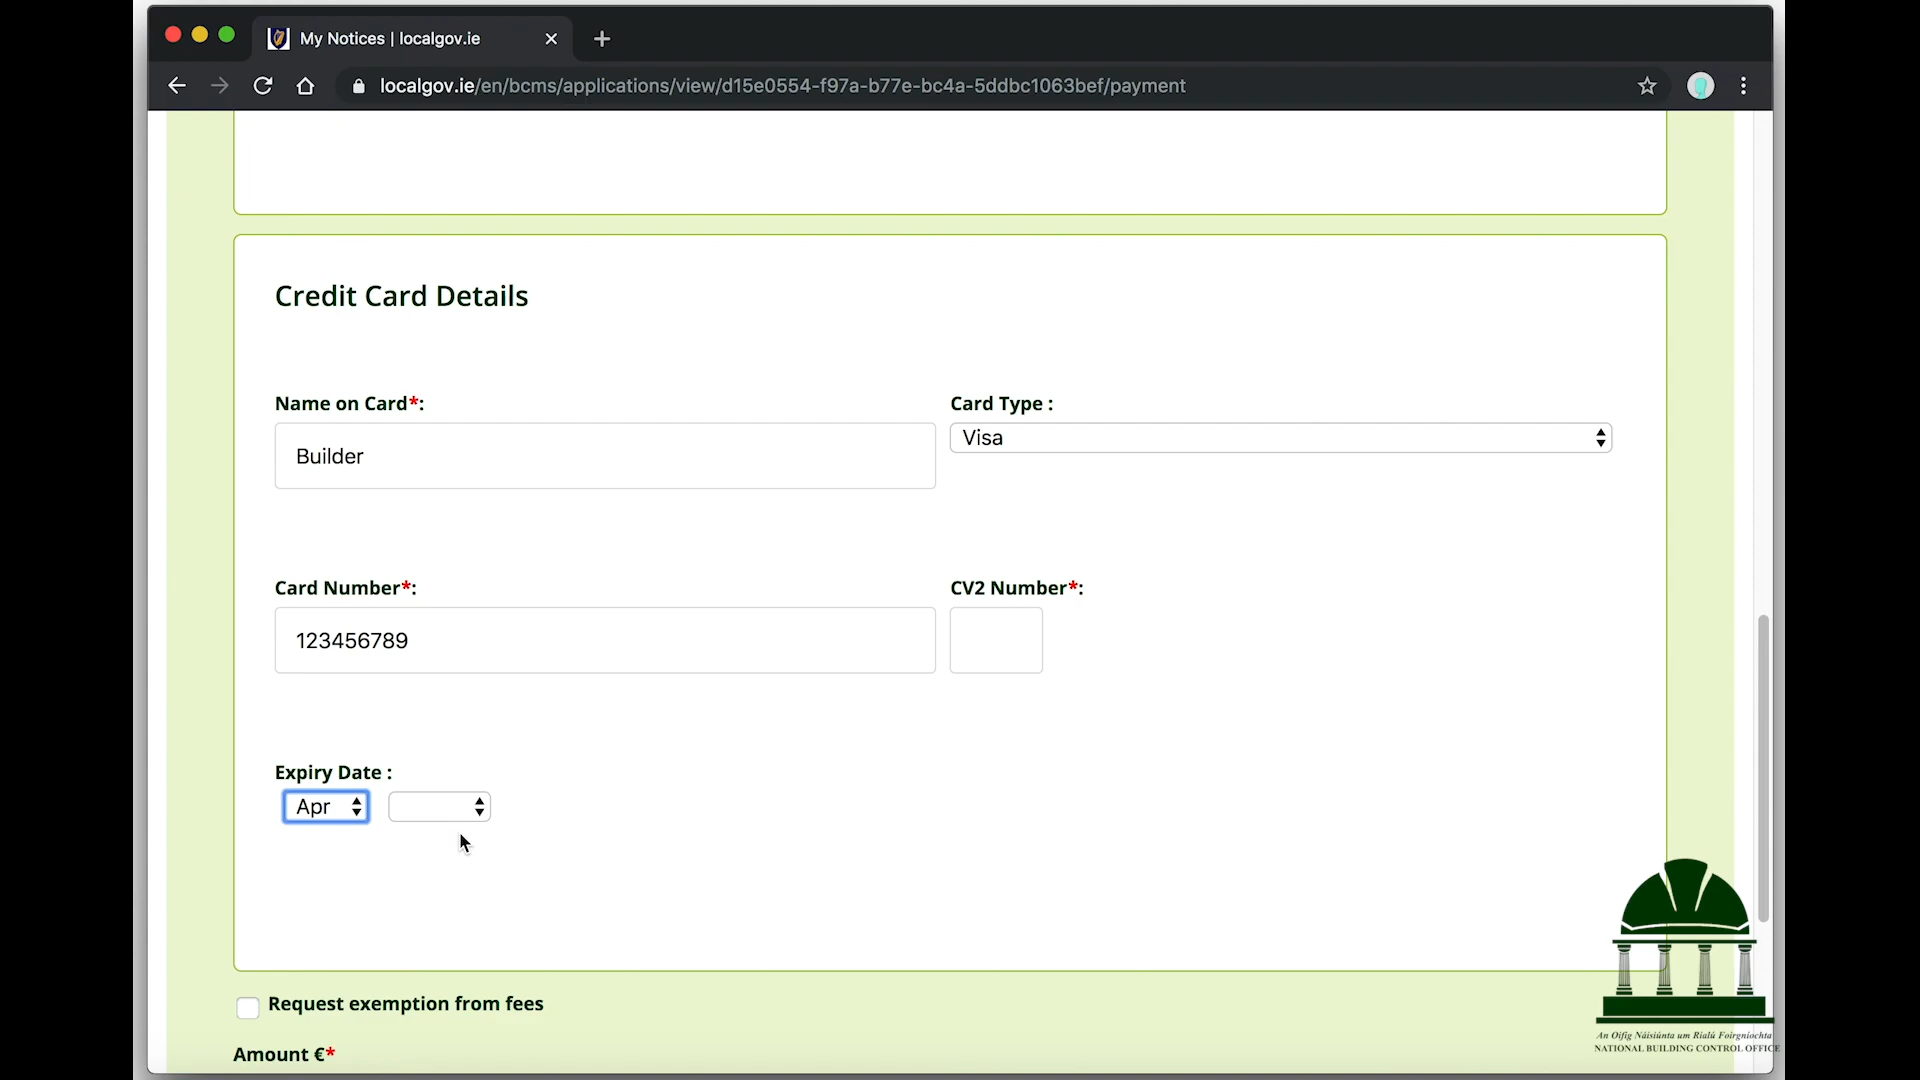 My Notices | localgov.ie
localgov.ie/en/bcms/applications/view/d15e0554-f97a-b77e-bc4a-5ddbc1063bef/payment
Credit Card Details
Name on Card*: Card Type :
Builder Visa
Card Number*: CV2 Number*:
123456789
Expiry Date :
Apr
Request exemption from fees
Amount €*
An Oifig Náisiúnta um Rialú Foirgníochta
NATIONAL BUILDING CONTROL OFFICE